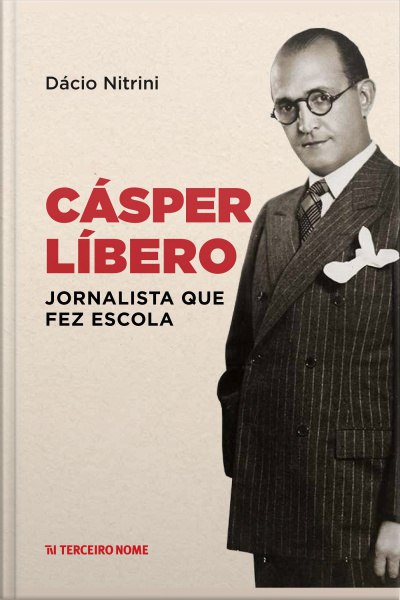 Dácio Nitrini
CÁSPER
LÍBERO
JORNALISTA QUE
FEZ ESCOLA
TERCEIRO NOME